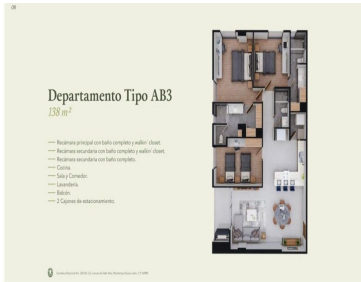 Departamento Tipo AB3
138 m²
— Recámara principal con baño completo y walkin' closet.
— Recámara secundaria con baño completo y walkin' closet.
— Recámara secundaria con baño completo.
— Cocina
— Sala y Comedor.
— Lavandería
— Balcón.
— 2 Cajones de estacionamiento.